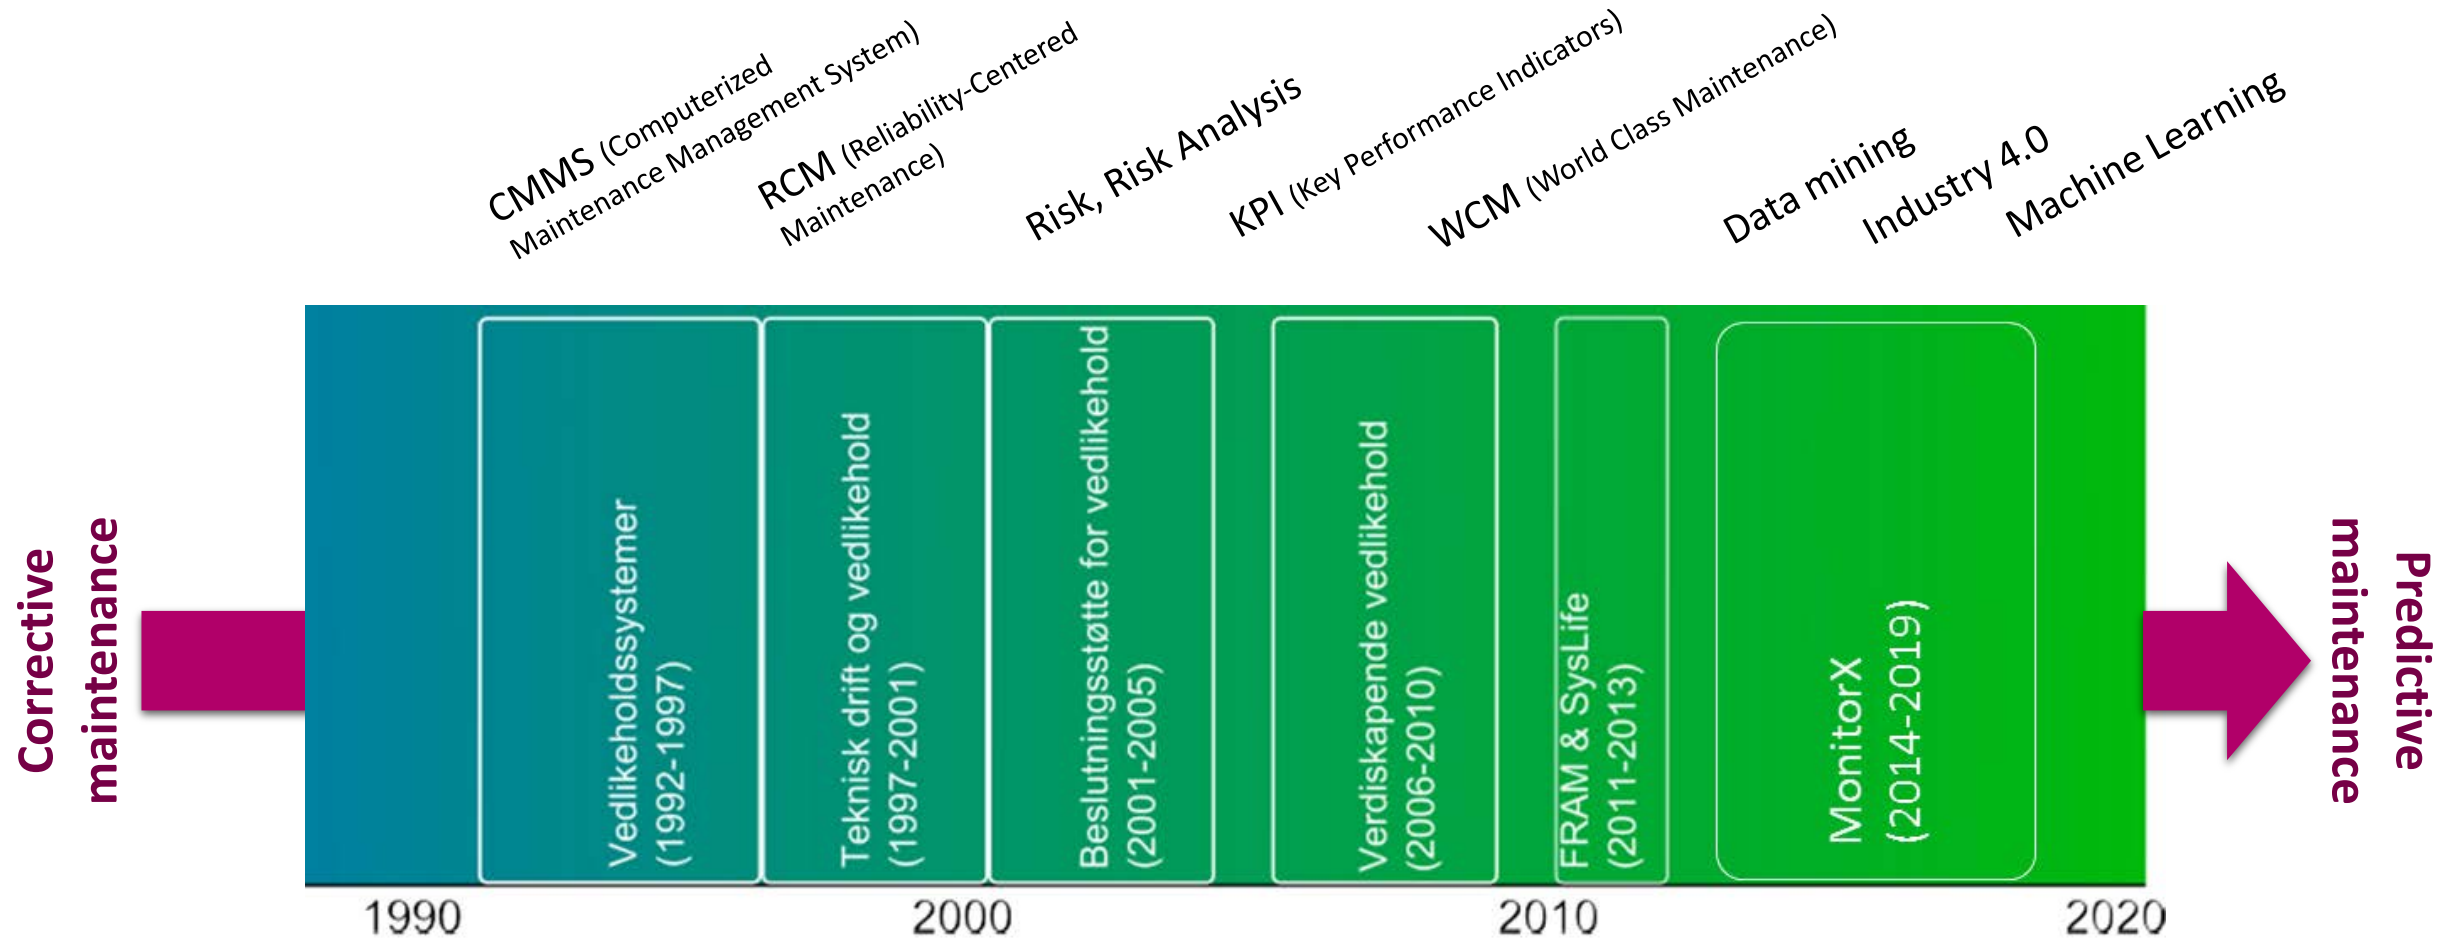 CMMS (Computerized
Maintenance Management System)
RCM (Reliability-Centered
Maintenance)
Risk, Risk Analysis
KPI (Key Performance Indicators)
WCM (World Class Maintenance)
Data mining
Industry 4.0
Machine Learning
Corrective
maintenance
Vedlikeholdssystemer
(1992-1997)
Teknisk drift og vedlikehold
(1997-2001)
Beslutningsstøtte for vedlikehold
(2001-2005)
Verdiskapende vedlikehold
(2006-2010)
FRAM & SysLife
(2011-2013)
MonitorX
(2014-2019)
Predictive
maintenance
1990
2000
2010
2020